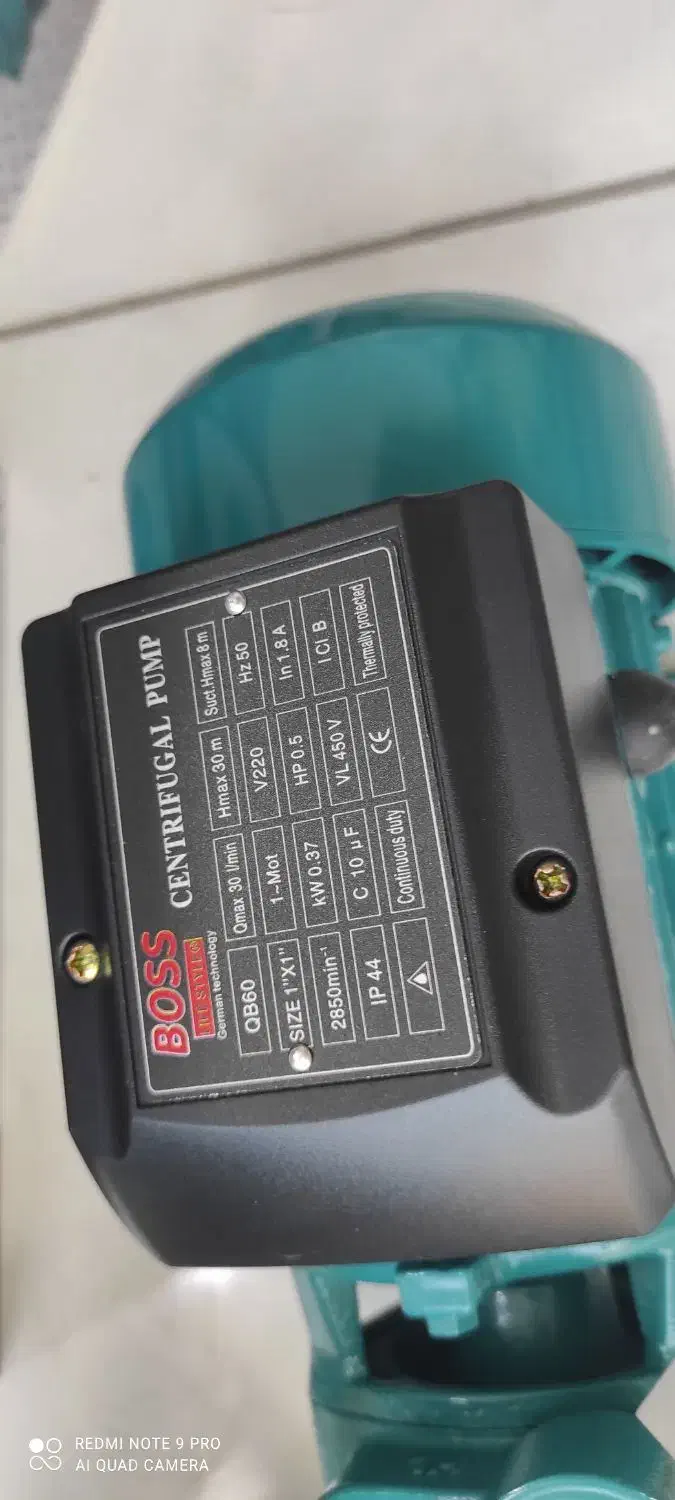 BOSS CENTRIFUGAL PUMP
German technology
QB60 Qmax 30 l/min Hmax 30 m Suct.Hmax 8 m
SIZE 1"X1" 1~Mot V220 Hz 50
2850min⁻¹ kW 0.37 HP 0.5 In 1.8 A
IP 44 C 10 µF VL 450 V I Cl B
Continuous duty CE Thermally protected
REDMI NOTE 9 PRO
AI QUAD CAMERA